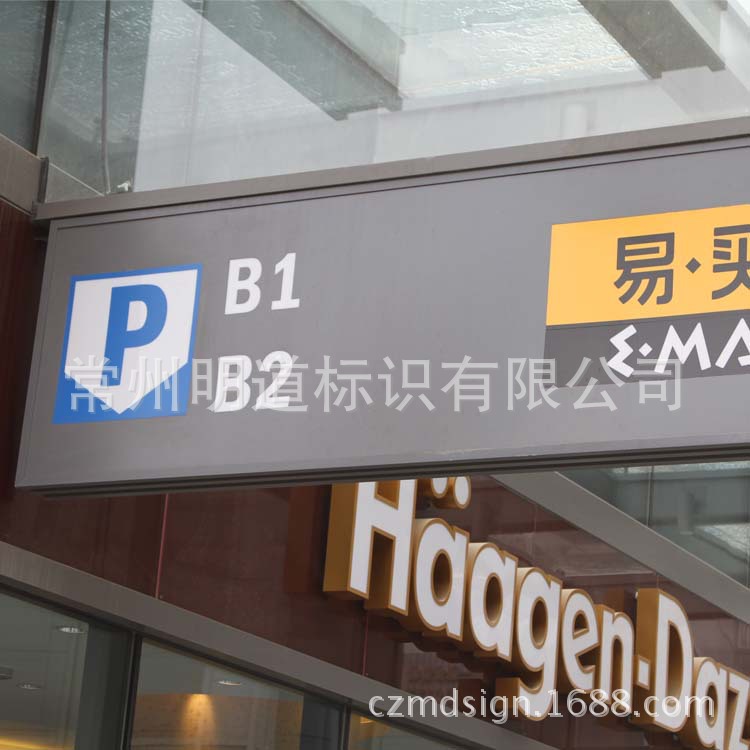 P
B1
B2
易·买
E·MA
常州明道标识有限公司
Häagen-Daz
czmdsign.1688.com